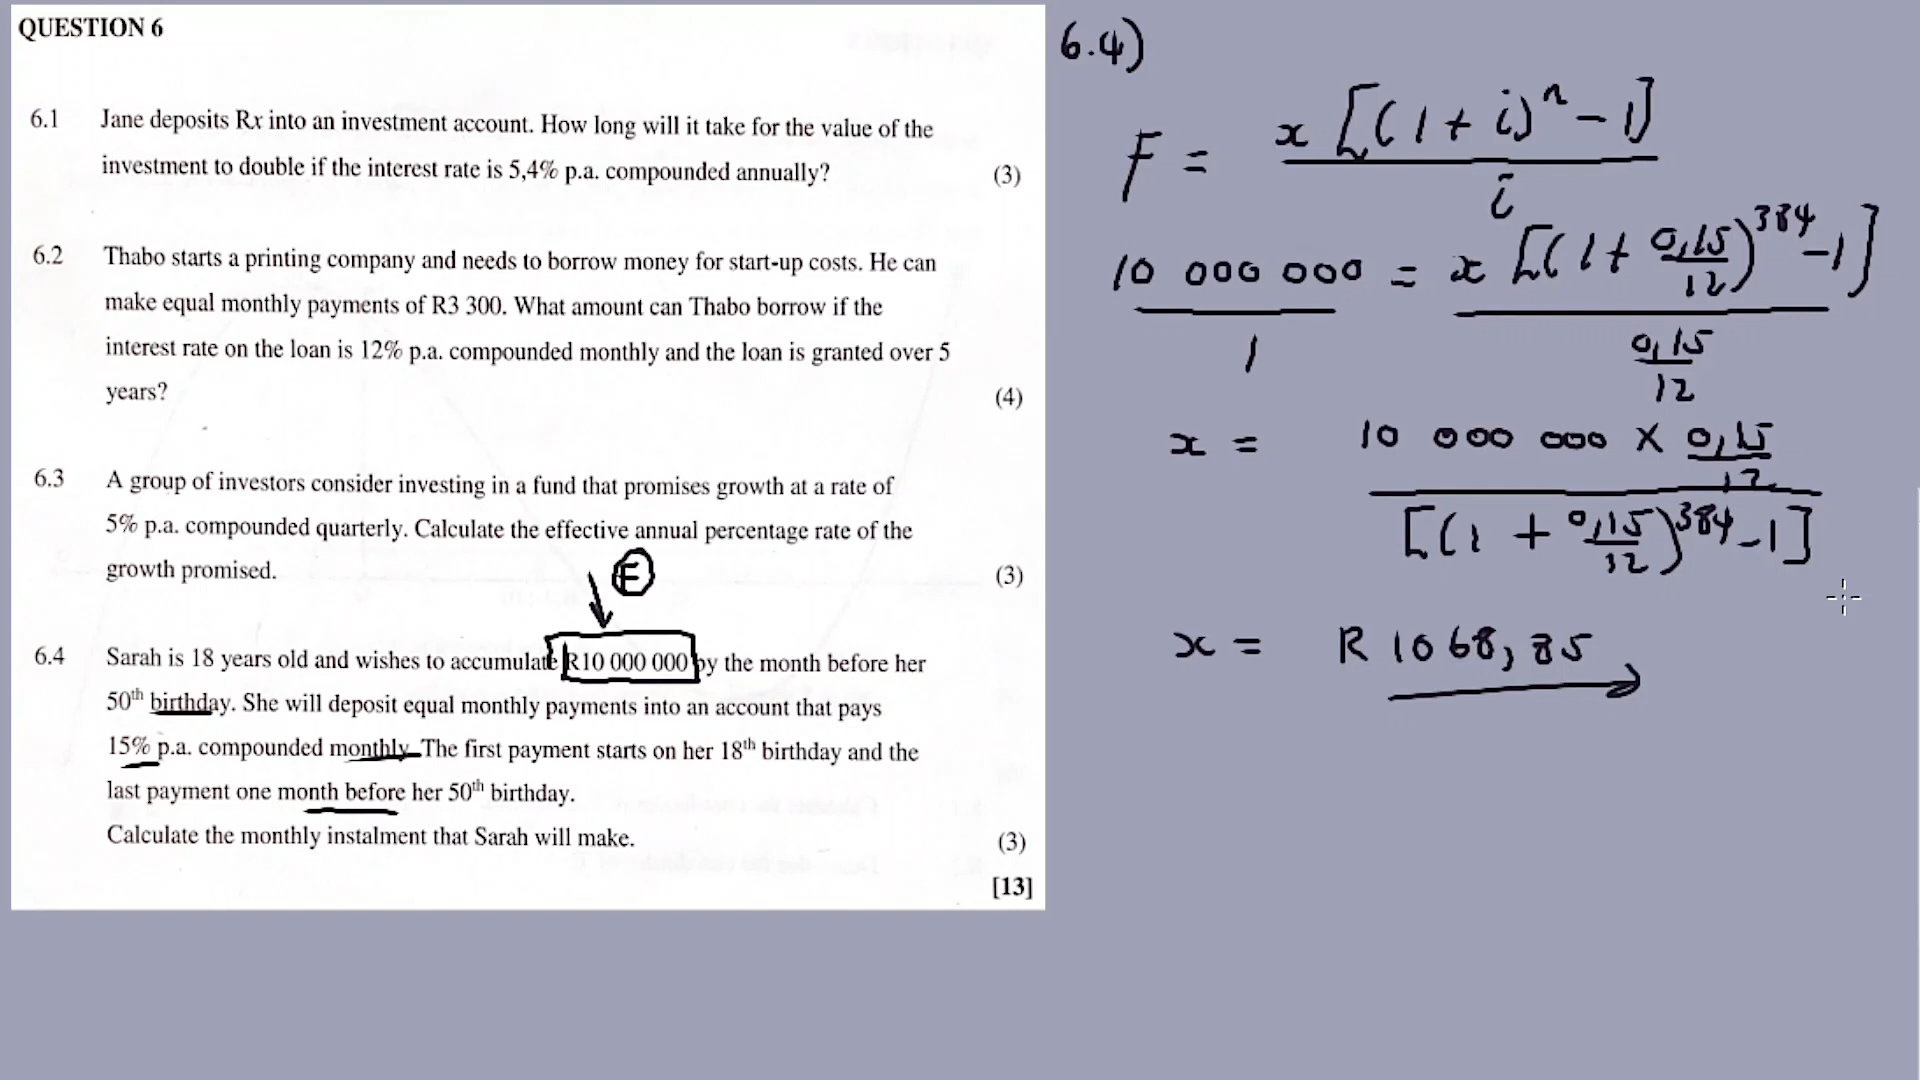 QUESTION 6
6.1 Jane deposits Rx into an investment account. How long will it take for the value of the
investment to double if the interest rate is 5,4% p.a. compounded annually? (3)
6.2 Thabo starts a printing company and needs to borrow money for start-up costs. He can
make equal monthly payments of R3 300. What amount can Thabo borrow if the
interest rate on the loan is 12% p.a. compounded monthly and the loan is granted over 5
years? (4)
6.3 A group of investors consider investing in a fund that promises growth at a rate of
5% p.a. compounded quarterly. Calculate the effective annual percentage rate of the
growth promised. (3)
F
6.4 Sarah is 18 years old and wishes to accumulate R10 000 000 by the month before her
50th birthday. She will deposit equal monthly payments into an account that pays
15% p.a. compounded monthly. The first payment starts on her 18th birthday and the
last payment one month before her 50th birthday.
Calculate the monthly instalment that Sarah will make. (3)
[13]
6.4)
F = x [(1 + i)^n - 1]
i
10 000 000 = x [(1 + 0,15/12)^384 - 1]
1 0,15/12
x = 10 000 000 X 0,15/12
[(1 + 0,15/12)^384 - 1]
x = R 1068,85